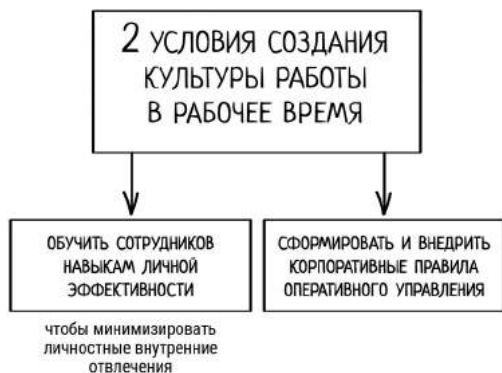 2 УСЛОВИЯ СОЗДАНИЯ
КУЛЬТУРЫ РАБОТЫ
В РАБОЧЕЕ ВРЕМЯ
ОБУЧИТЬ СОТРУДНИКОВ
НАВЫКАМ ЛИЧНОЙ
ЭФФЕКТИВНОСТИ
чтобы минимизировать
личностные внутренние
отвлечения
СФОРМИРОВАТЬ И ВНЕДРИТЬ
КОРПОРАТИВНЫЕ ПРАВИЛА
ОПЕРАТИВНОГО УПРАВЛЕНИЯ